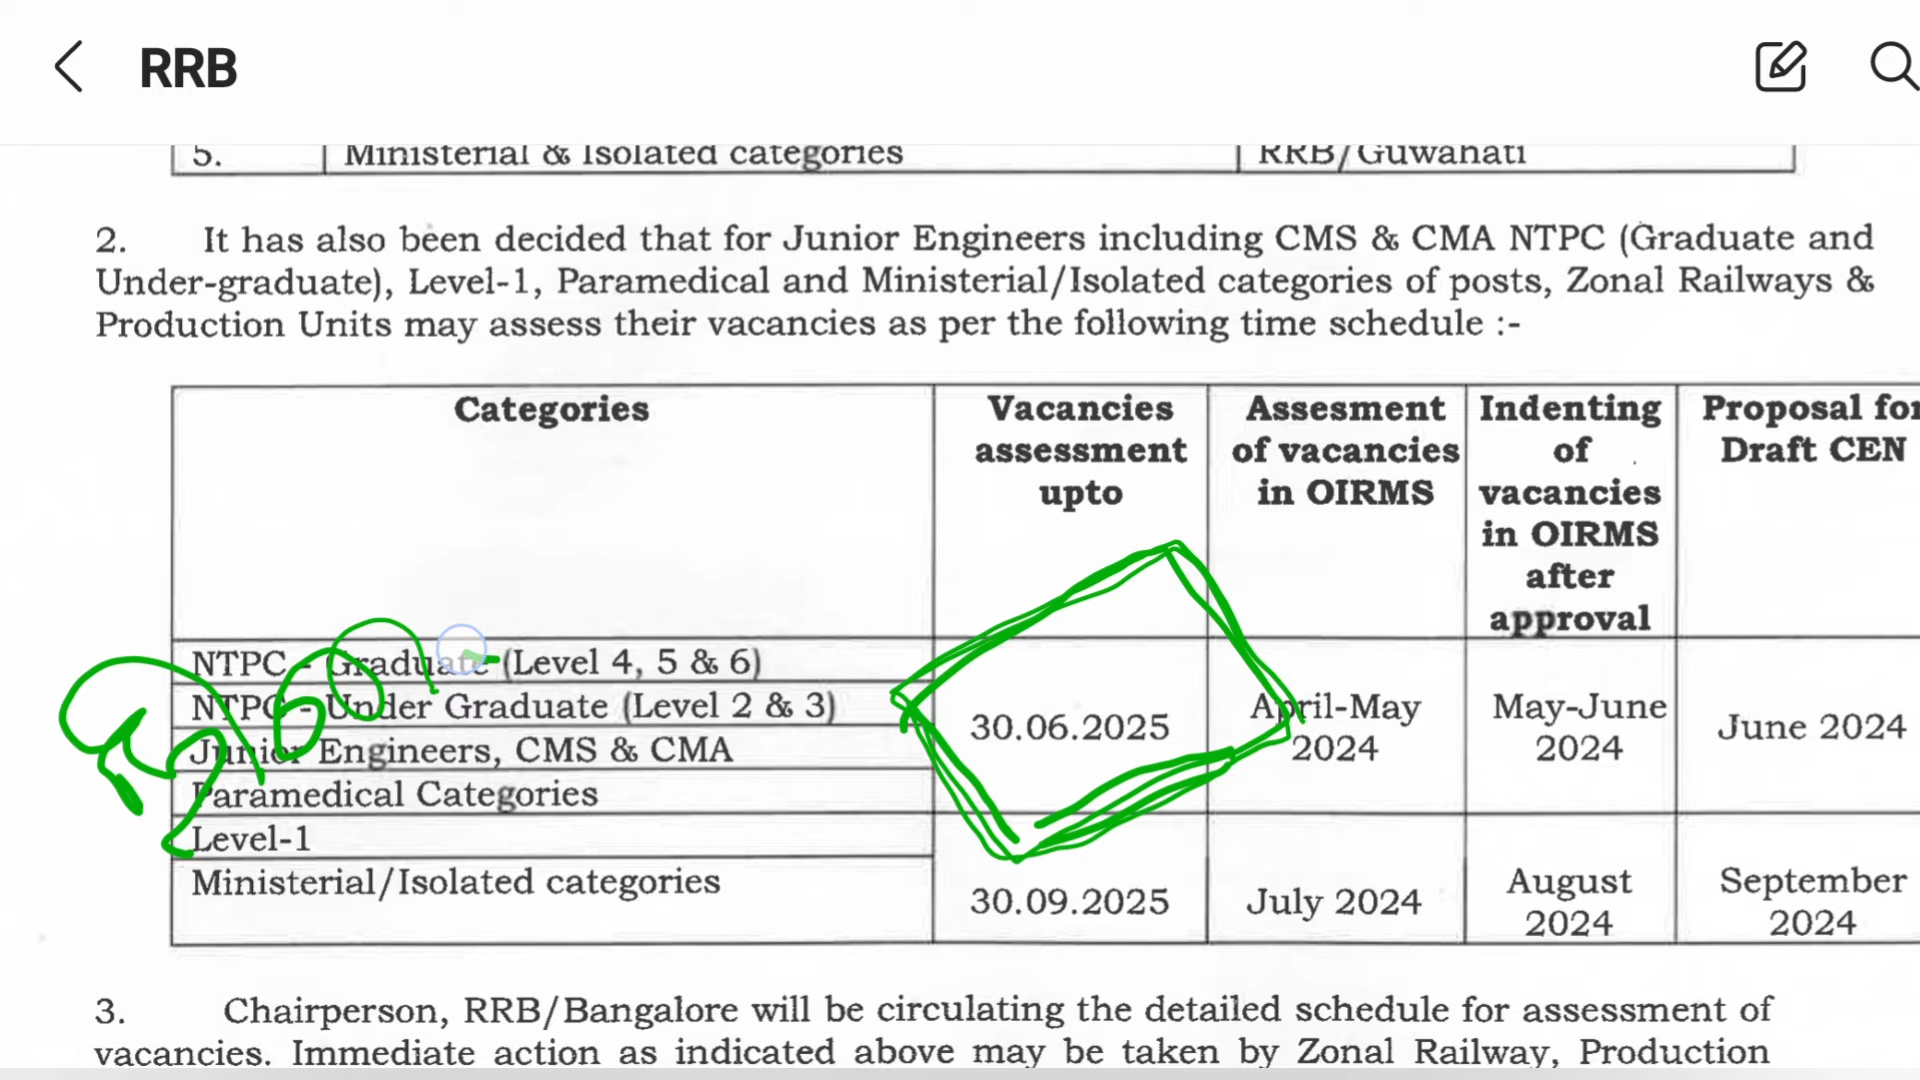 RRB
5. Ministerial & Isolated categories RRB/Guwahati
2. It has also been decided that for Junior Engineers including CMS & CMA NTPC (Graduate and
Under-graduate), Level-1, Paramedical and Ministerial/Isolated categories of posts, Zonal Railways &
Production Units may assess their vacancies as per the following time schedule :-
Categories
Vacancies
assessment
upto
Assesment
of vacancies
in OIRMS
Indenting
of
vacancies
in OIRMS
after
approval
Proposal for
Draft CEN
NTPC - Graduate (Level 4, 5 & 6)
NTPC - Under Graduate (Level 2 & 3)
Junior Engineers, CMS & CMA
Paramedical Categories
30.06.2025
April-May
2024
May-June
2024
June 2024
Level-1
Ministerial/Isolated categories
30.09.2025
July 2024
August
2024
September
2024
3. Chairperson, RRB/Bangalore will be circulating the detailed schedule for assessment of
vacancies. Immediate action as indicated above may be taken by Zonal Railway, Production